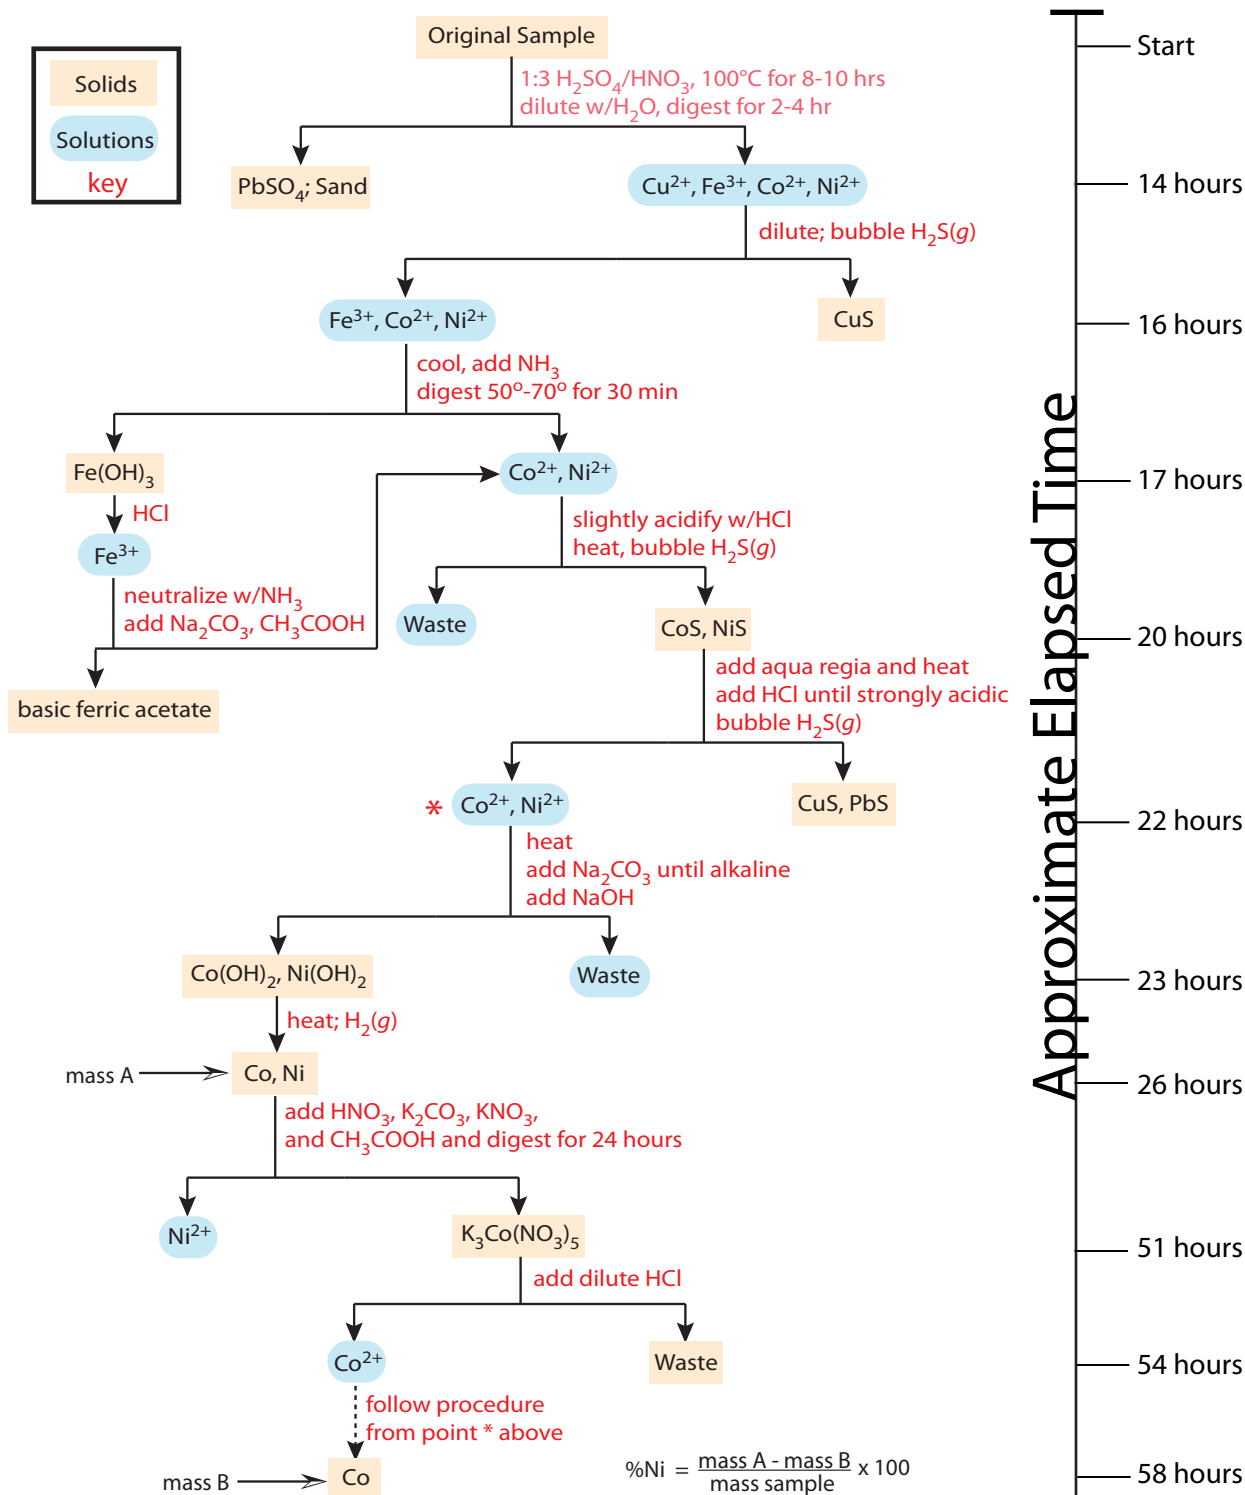 Original Sample
Start
Solids
Solutions
key
1:3 H₂SO₄/HNO₃, 100°C for 8-10 hrs
dilute w/H₂O, digest for 2-4 hr
PbSO₄; Sand
Cu²⁺, Fe³⁺, Co²⁺, Ni²⁺
14 hours
dilute; bubble H₂S(g)
Fe³⁺, Co²⁺, Ni²⁺
CuS
16 hours
cool, add NH₃
digest 50º-70º for 30 min
Fe(OH)₃
Co²⁺, Ni²⁺
17 hours
HCl
Fe³⁺
slightly acidify w/HCl
heat, bubble H₂S(g)
neutralize w/NH₃
add Na₂CO₃, CH₃COOH
Waste
CoS, NiS
20 hours
basic ferric acetate
add aqua regia and heat
add HCl until strongly acidic
bubble H₂S(g)
Approximate Elapsed Time
* Co²⁺, Ni²⁺
CuS, PbS
22 hours
heat
add Na₂CO₃ until alkaline
add NaOH
Co(OH)₂, Ni(OH)₂
Waste
23 hours
heat; H₂(g)
mass A
Co, Ni
26 hours
add HNO₃, K₂CO₃, KNO₃,
and CH₃COOH and digest for 24 hours
Ni²⁺
K₃Co(NO₃)₅
51 hours
add dilute HCl
Co²⁺
Waste
54 hours
follow procedure
from point * above
mass B
Co
%Ni = mass A - mass B / mass sample x 100
58 hours